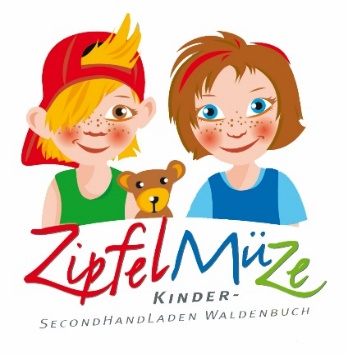 ZipfelMüZe
KINDER-
SECONDHANDLADEN WALDENBUCH